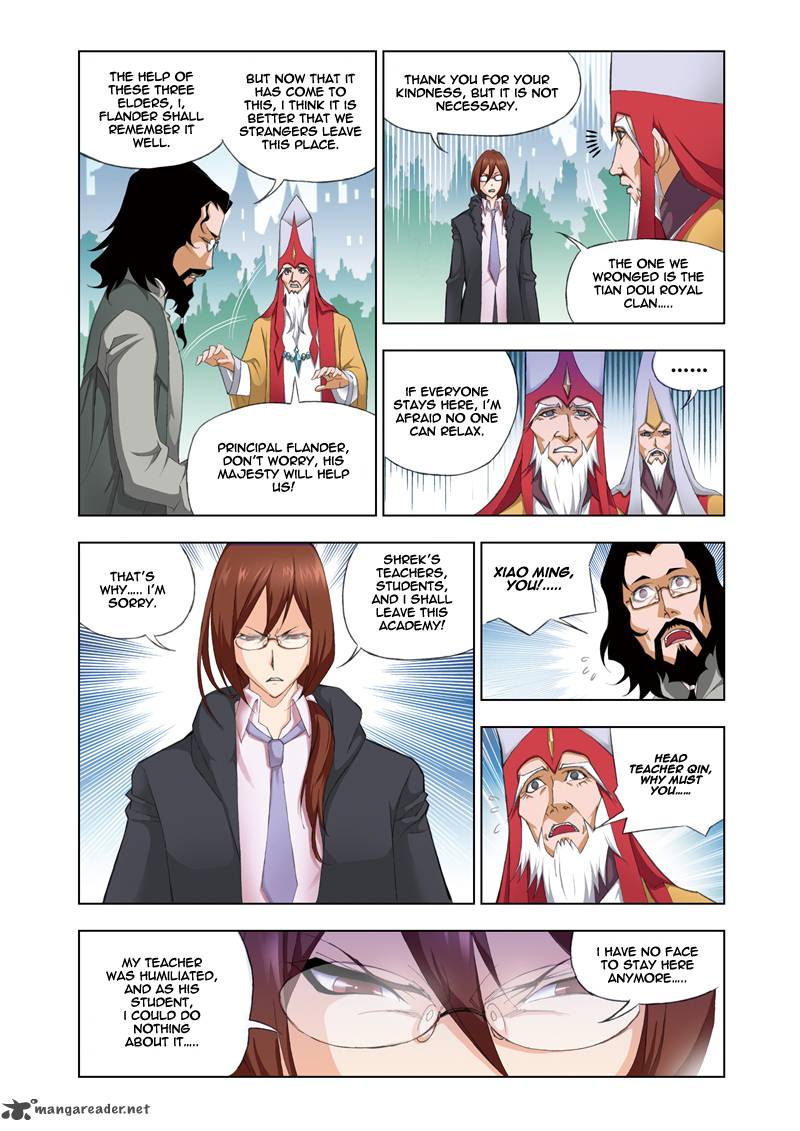 THE HELP OF
THESE THREE
ELDERS, I,
FLANDER SHALL
REMEMBER IT
WELL.
BUT NOW THAT IT
HAS COME TO
THIS, I THINK IT IS
BETTER THAT WE
STRANGERS LEAVE
THIS PLACE.
PRINCIPAL FLANDER,
DON'T WORRY, HIS
MAJESTY WILL HELP
US!
THANK YOU FOR YOUR
KINDNESS, BUT IT IS NOT
NECESSARY.
THE ONE WE
WRONGED IS THE
TIAN DOU ROYAL
CLAN.....
IF EVERYONE
STAYS HERE, I'M
AFRAID NO ONE
CAN RELAX.
......
THAT'S
WHY..... I'M
SORRY.
SHREK'S
TEACHERS,
STUDENTS,
AND I SHALL
LEAVE THIS
ACADEMY!
XIAO MING,
YOU!.....
HEAD
TEACHER QIN,
WHY MUST
YOU.....
MY TEACHER
WAS HUMILIATED,
AND AS HIS
STUDENT,
I COULD DO
NOTHING
ABOUT IT.....
I HAVE NO FACE
TO STAY HERE
ANYMORE.....
mangareader.net